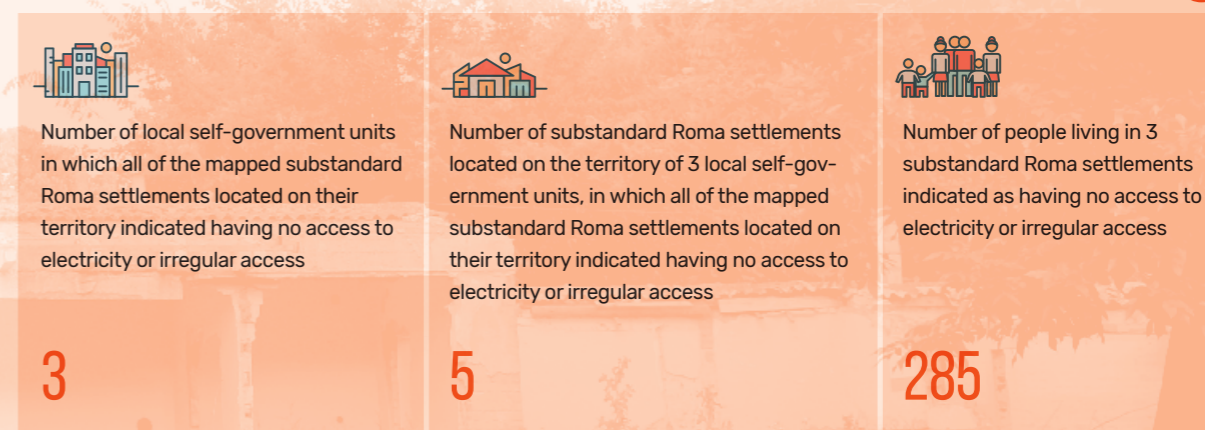 Number of local self-government units
in which all of the mapped substandard
Roma settlements located on their
territory indicated having no access to
electricity or irregular access
3
Number of substandard Roma settlements
located on the territory of 3 local self-gov-
ernment units, in which all of the mapped
substandard Roma settlements located on
their territory indicated having no access to
electricity or irregular access
5
Number of people living in 3
substandard Roma settlements
indicated as having no access to
electricity or irregular access
285